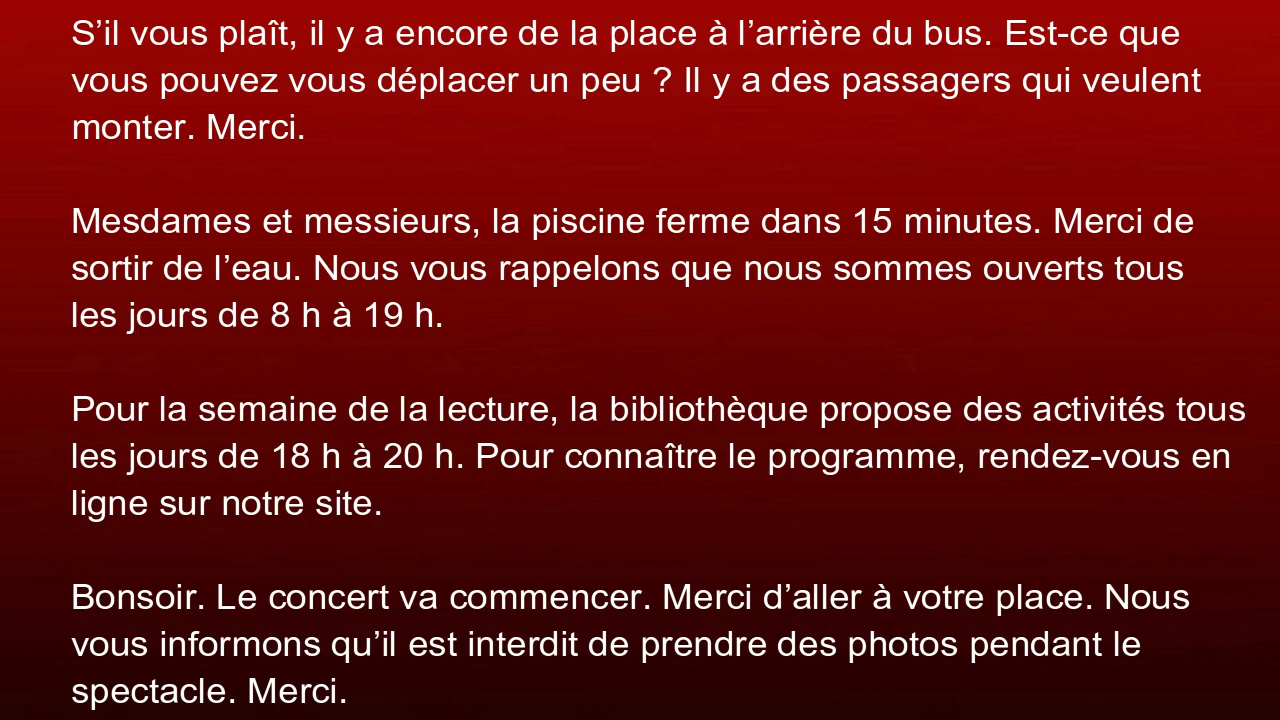 S’il vous plaît, il y a encore de la place à l’arrière du bus. Est-ce que
vous pouvez vous déplacer un peu ? Il y a des passagers qui veulent
monter. Merci.
Mesdames et messieurs, la piscine ferme dans 15 minutes. Merci de
sortir de l’eau. Nous vous rappelons que nous sommes ouverts tous
les jours de 8 h à 19 h.
Pour la semaine de la lecture, la bibliothèque propose des activités tous
les jours de 18 h à 20 h. Pour connaître le programme, rendez-vous en
ligne sur notre site.
Bonsoir. Le concert va commencer. Merci d’aller à votre place. Nous
vous informons qu’il est interdit de prendre des photos pendant le
spectacle. Merci.